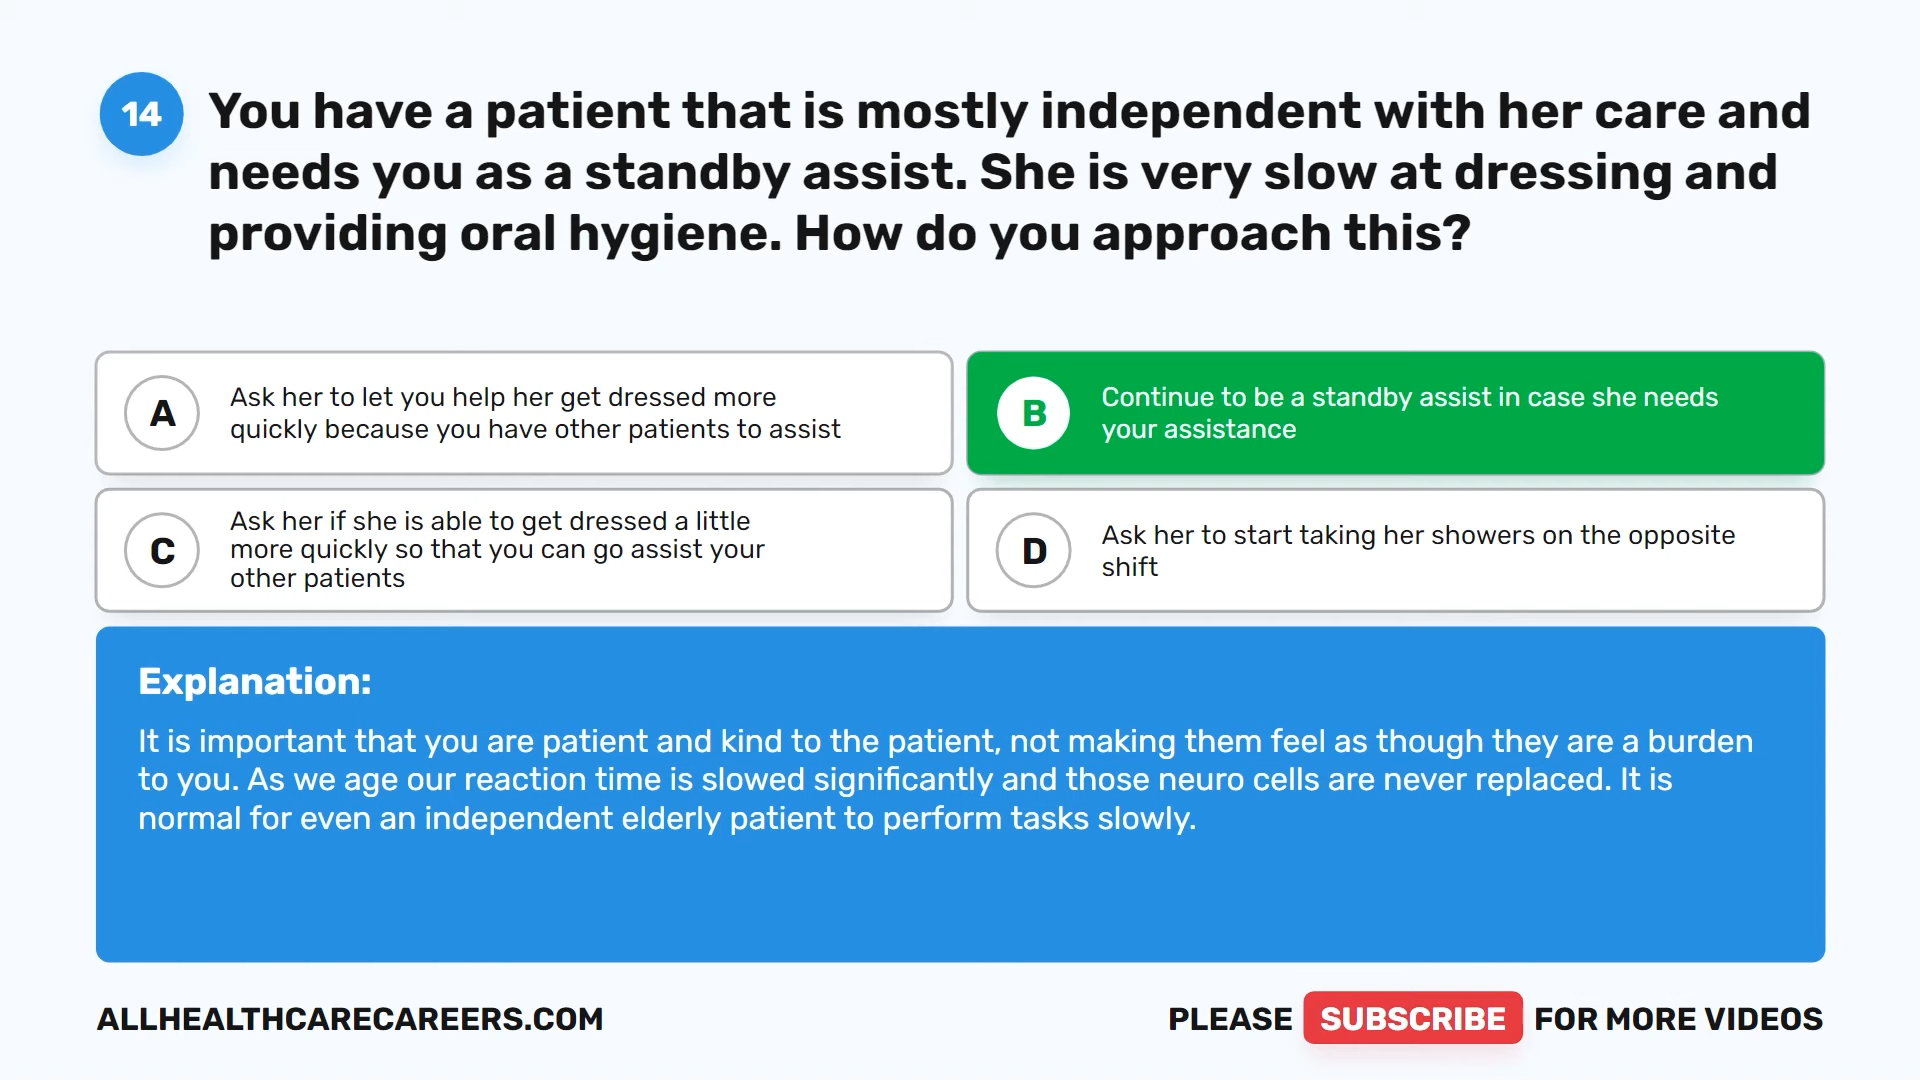 14
You have a patient that is mostly independent with her care and
needs you as a standby assist. She is very slow at dressing and
providing oral hygiene. How do you approach this?
A
Ask her to let you help her get dressed more
quickly because you have other patients to assist
B
Continue to be a standby assist in case she needs
your assistance
C
Ask her if she is able to get dressed a little
more quickly so that you can go assist your
other patients
D
Ask her to start taking her showers on the opposite
shift
Explanation:
It is important that you are patient and kind to the patient, not making them feel as though they are a burden
to you. As we age our reaction time is slowed significantly and those neuro cells are never replaced. It is
normal for even an independent elderly patient to perform tasks slowly.
ALLHEALTHCARECAREERS.COM
PLEASE SUBSCRIBE FOR MORE VIDEOS